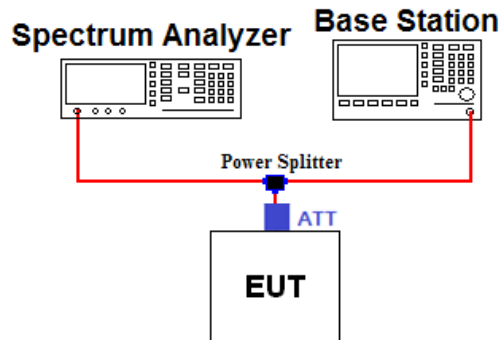 Spectrum Analyzer
Base Station
Power Splitter
ATT
EUT